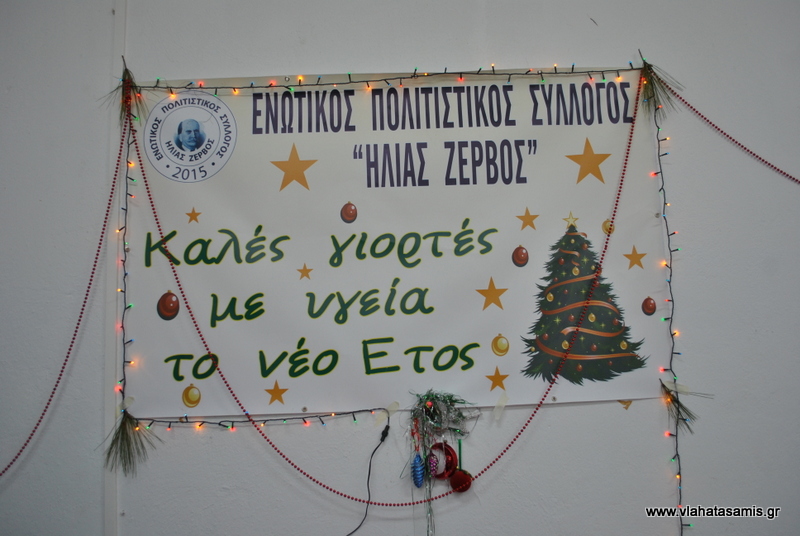 ΕΝΩΤΙΚΟΣ ΠΟΛΙΤΙΣΤΙΚΟΣ ΣΥΛΛΟΓΟΣ
"ΗΛΙΑΣ ΖΕΡΒΟΣ"
ΕΝΩΤΙΚΟΣ ΠΟΛΙΤΙΣΤΙΚΟΣ ΣΥΛΛΟΓΟΣ
ΗΛΙΑΣ ΖΕΡΒΟΣ
• 2015 •
Καλές γιορτές
με υγεία
το νέο Ετος
www.vlahatasamis.gr